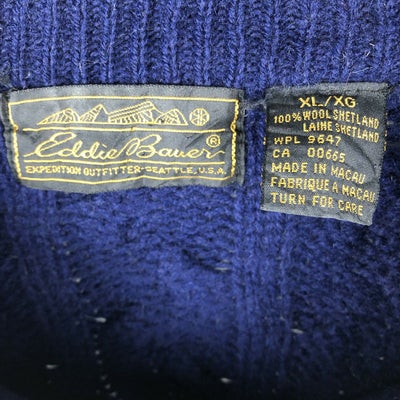 Eddie Bauer®
EXPEDITION OUTFITTER-SEATTLE, U.S.A.
XL/XG
100% WOOL SHETLAND
LAINE SHETLAND
WPL 9647
CA 00665
MADE IN MACAU
FABRIQUE A MACAU
TURN FOR CARE